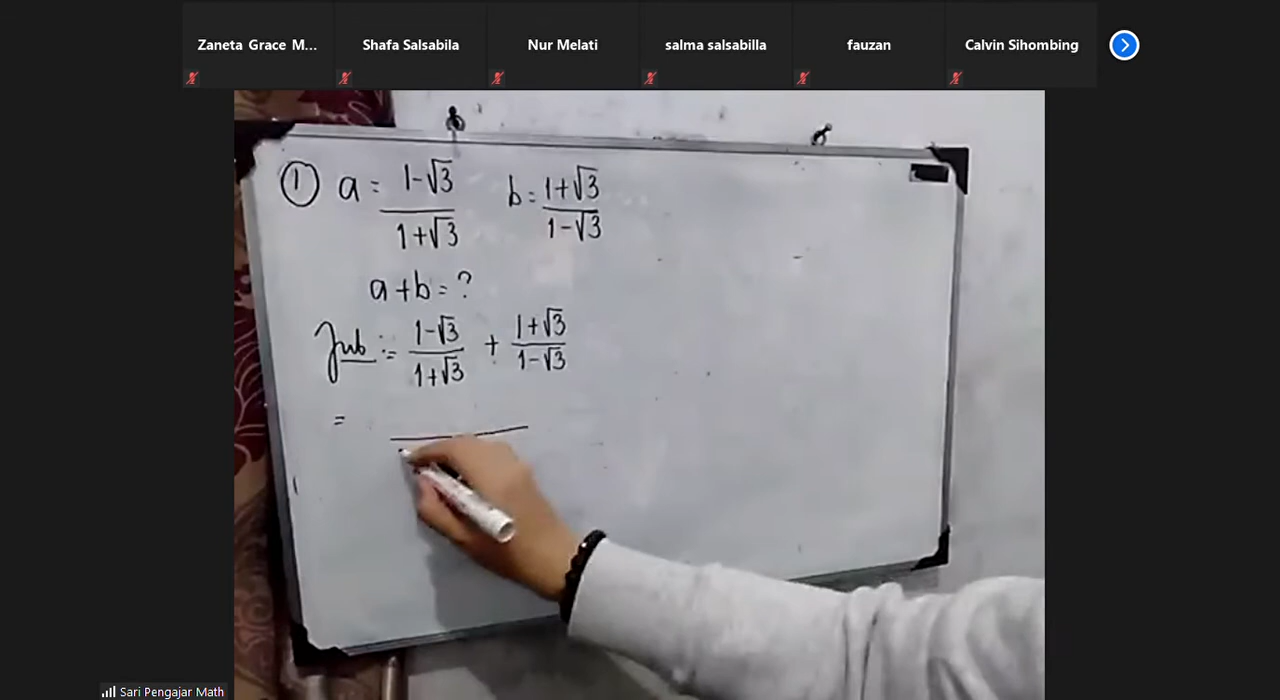 Zaneta Grace M... Shafa Salsabila Nur Melati salma salsabilla fauzan Calvin Sihombing
① a = (1-√3)/(1+√3) b = (1+√3)/(1-√3)
a+b = ?
Jwb := (1-√3)/(1+√3) + (1+√3)/(1-√3)
=
Sari Pengajar Math